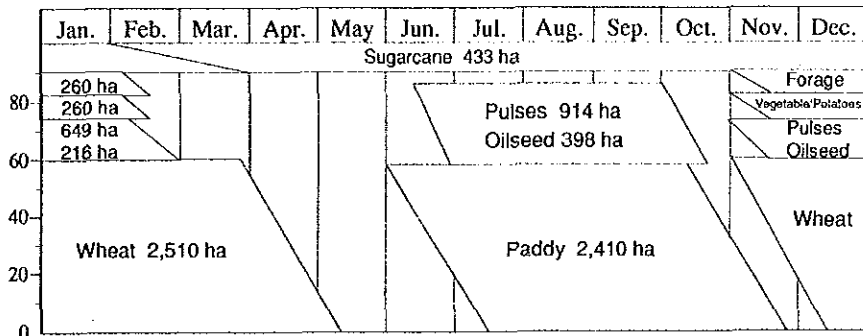 Jan. Feb. Mar. Apr. May Jun. Jul. Aug. Sep. Oct. Nov. Dec.
Sugarcane 433 ha
260 ha
Forage
80
260 ha
Pulses 914 ha
Vegetable·Potatoes
649 ha
Oilseed 398 ha
Pulses
216 ha
Oilseed
60
40
Wheat
Wheat 2,510 ha
Paddy 2,410 ha
20
0